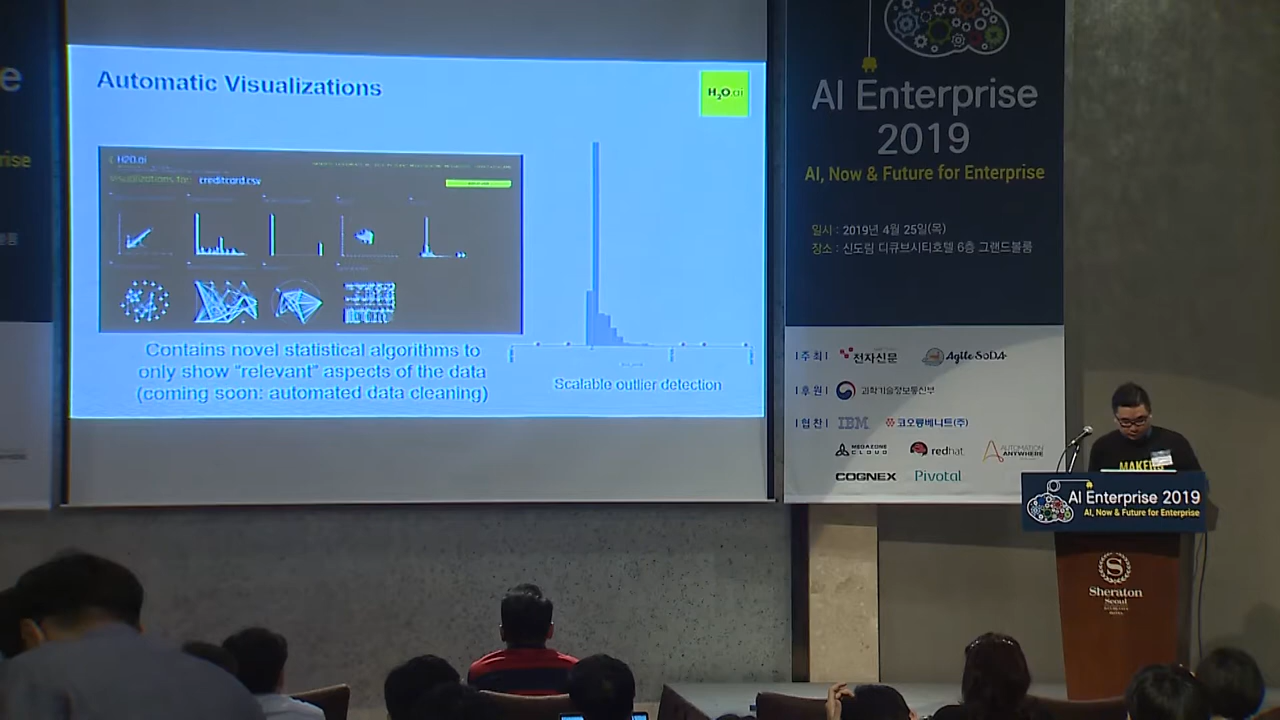 Automatic Visualizations
H2O.ai
H2O.ai
visualizations for: creditcard.csv
Contains novel statistical algorithms to
only show "relevant" aspects of the data
(coming soon: automated data cleaning)
Scalable outlier detection
e
rise
AI Enterprise
2019
AI, Now & Future for Enterprise
일시 : 2019년 4월 25일(목)
장소 : 신도림 디큐브시티호텔 6층 그랜드볼룸
| 주 최 | 전자신문 Agile SoDA
| 후 원 | 과학기술정보통신부
| 협 찬 | IBM 코오롱베니트(주)
MEGAZONE CLOUD redhat AUTOMATION ANYWHERE
COGNEX Pivotal
MAKERS
AI Enterprise 2019
AI, Now & Future for Enterprise
S
Sheraton
Seoul